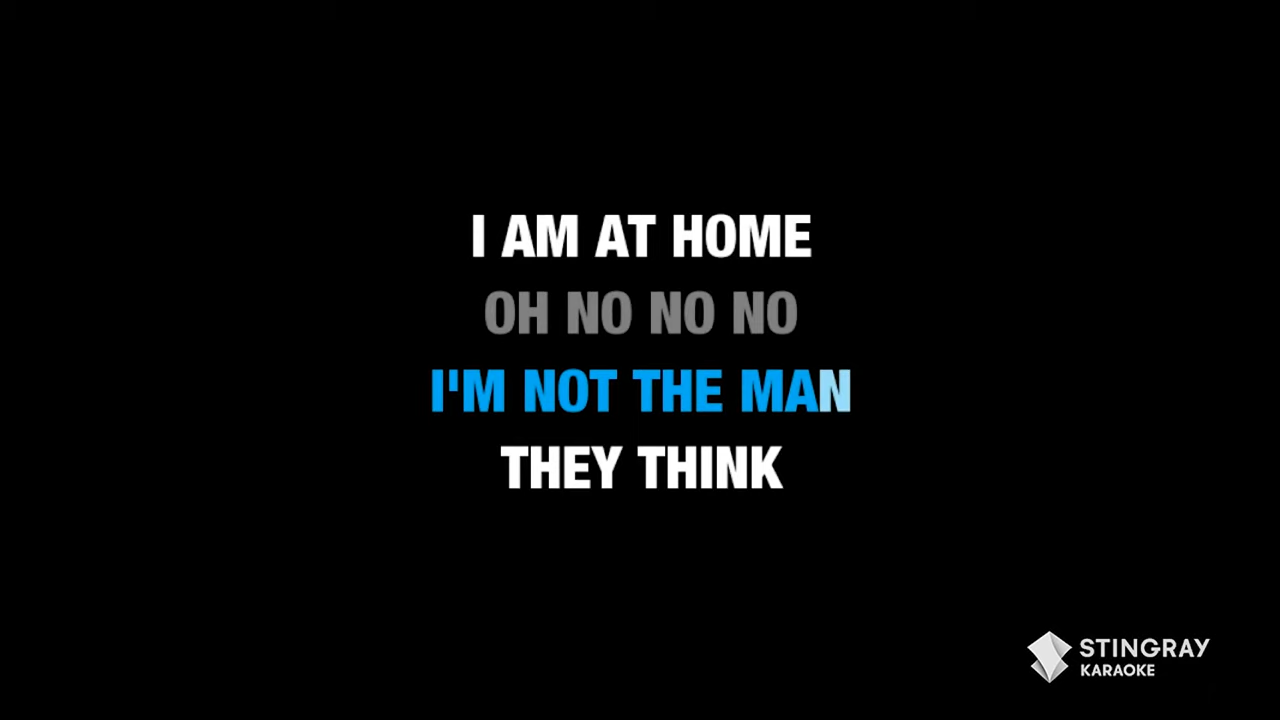 I AM AT HOME
OH NO NO NO
I'M NOT THE MAN
THEY THINK
STINGRAY
KARAOKE